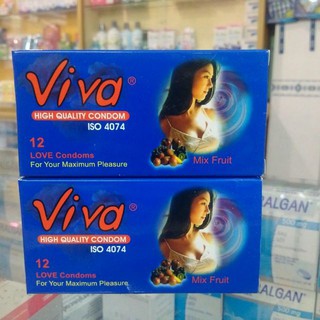 Viva®
HIGH QUALITY CONDOM
ISO 4074
12
LOVE Condoms
For Your Maximum Pleasure
Mix Fruit
Viva®
HIGH QUALITY CONDOM
ISO 4074
12
LOVE Condoms
For Your Maximum Pleasure
Mix Fruit
ALGAN